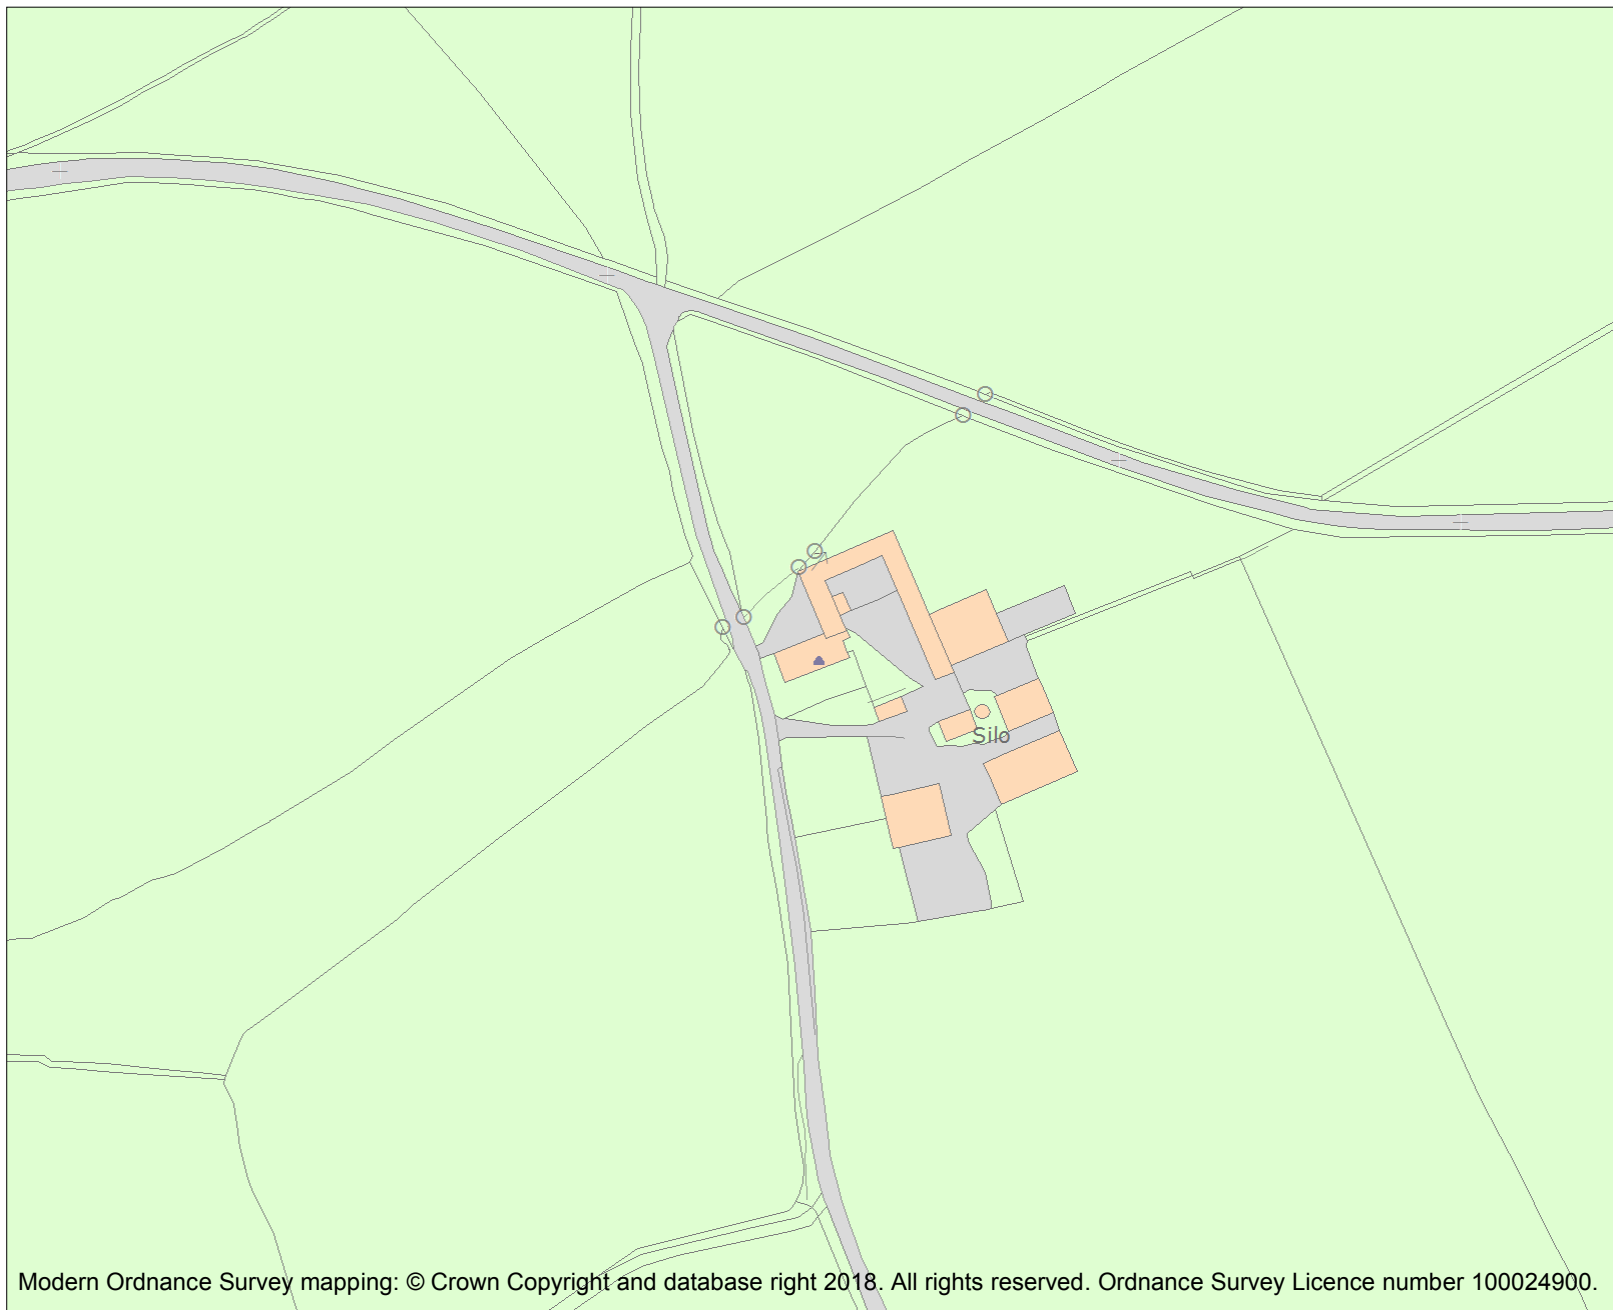 Silo
Modern Ordnance Survey mapping: © Crown Copyright and database right 2018. All rights reserved. Ordnance Survey Licence number 100024900.